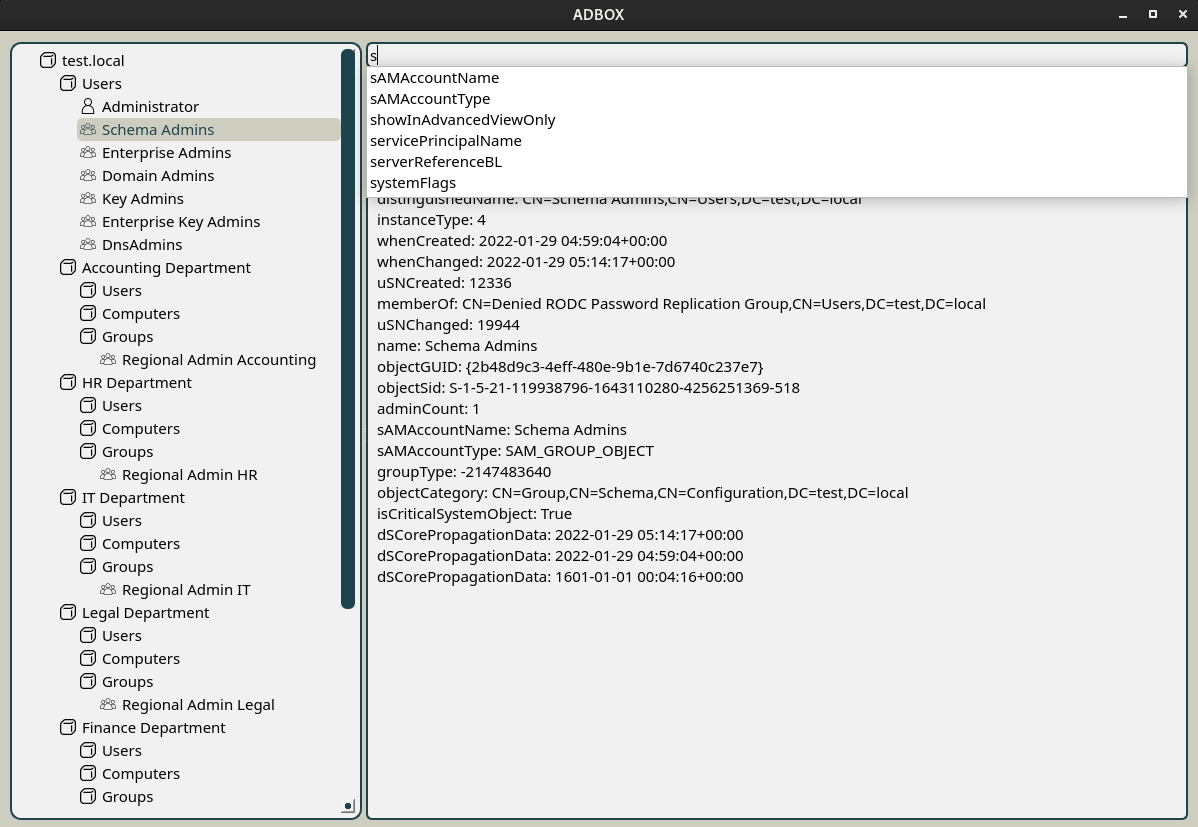 ADBOX
test.local
Users
Administrator
Schema Admins
Enterprise Admins
Domain Admins
Key Admins
Enterprise Key Admins
DnsAdmins
Accounting Department
Users
Computers
Groups
Regional Admin Accounting
HR Department
Users
Computers
Groups
Regional Admin HR
IT Department
Users
Computers
Groups
Regional Admin IT
Legal Department
Users
Computers
Groups
Regional Admin Legal
Finance Department
Users
Computers
Groups
s
sAMAccountName
sAMAccountType
showInAdvancedViewOnly
servicePrincipalName
serverReferenceBL
systemFlags
distinguishedName: CN=Schema Admins,CN=Users,DC=test,DC=local
instanceType: 4
whenCreated: 2022-01-29 04:59:04+00:00
whenChanged: 2022-01-29 05:14:17+00:00
uSNCreated: 12336
memberOf: CN=Denied RODC Password Replication Group,CN=Users,DC=test,DC=local
uSNChanged: 19944
name: Schema Admins
objectGUID: {2b48d9c3-4eff-480e-9b1e-7d6740c237e7}
objectSid: S-1-5-21-119938796-1643110280-4256251369-518
adminCount: 1
sAMAccountName: Schema Admins
sAMAccountType: SAM_GROUP_OBJECT
groupType: -2147483640
objectCategory: CN=Group,CN=Schema,CN=Configuration,DC=test,DC=local
isCriticalSystemObject: True
dSCorePropagationData: 2022-01-29 05:14:17+00:00
dSCorePropagationData: 2022-01-29 04:59:04+00:00
dSCorePropagationData: 1601-01-01 00:04:16+00:00